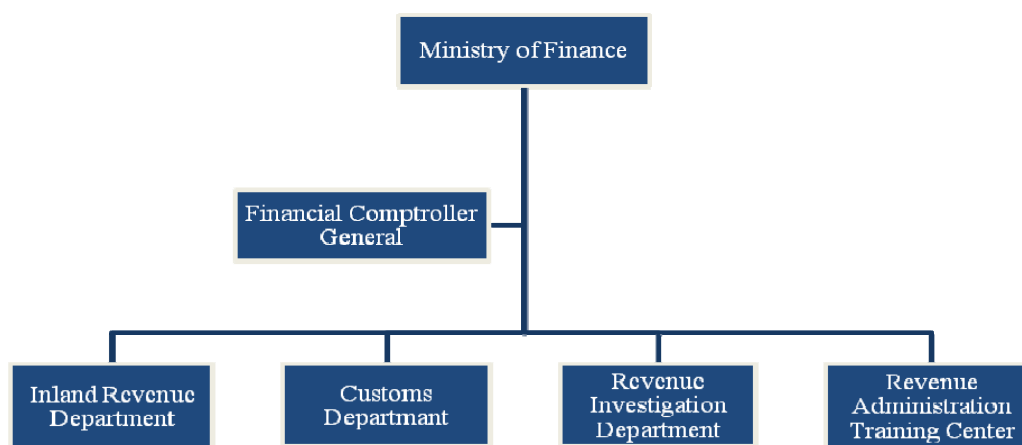 Ministry of Finance
Financial Comptroller
General
Inland Revenue
Department
Customs
Departmant
Revenue
Investigation
Department
Revenue
Administration
Training Center